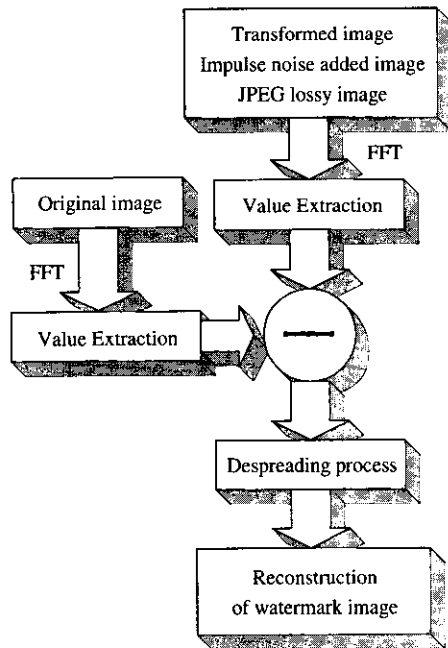 Transformed image
Impulse noise added image
JPEG lossy image
FFT
Original image
Value Extraction
FFT
Value Extraction
Despreading process
Reconstruction
of watermark image